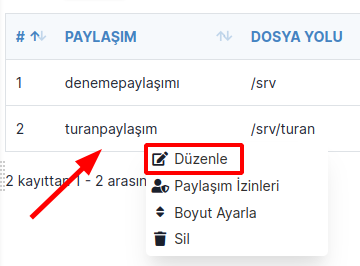 # PAYLAŞIM DOSYA YOLU
1 denemepaylaşımı /srv
2 turanpaylaşım /srv/turan
Düzenle
2 kayıttan 1 - 2 arasın
Paylaşım İzinleri
Boyut Ayarla
Sil